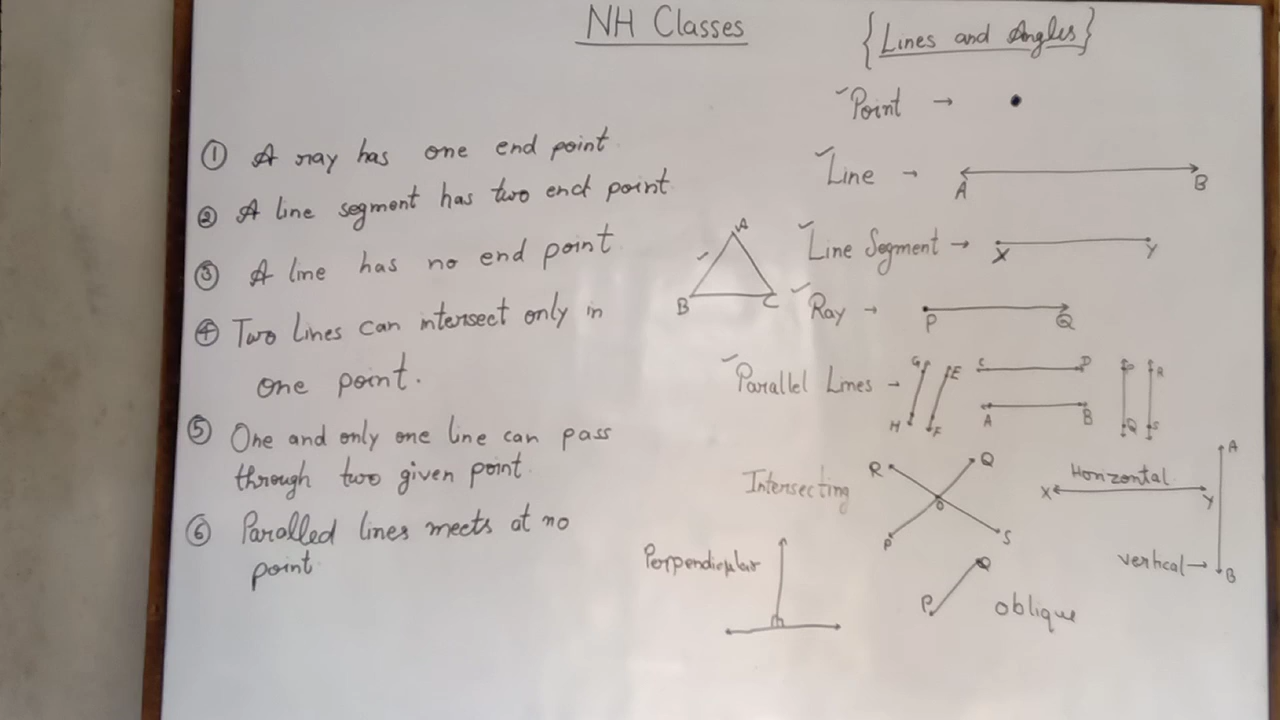 NH Classes
{Lines and Angles}
① A ray has one end point
② A line segment has two end point
③ A line has no end point
④ Two Lines can intersect only in
one point.
⑤ One and only one line can pass
through two given point
⑥ Paralled lines meets at no
point
Point →
Line → A B
A B C
Line Segment → X Y
Ray → P Q
Parallel Lines → G E H F C D A B P R Q S
Intersecting R Q O P S
Horizontal
X Y
A
vertical → B
Perpendicular
P Q oblique